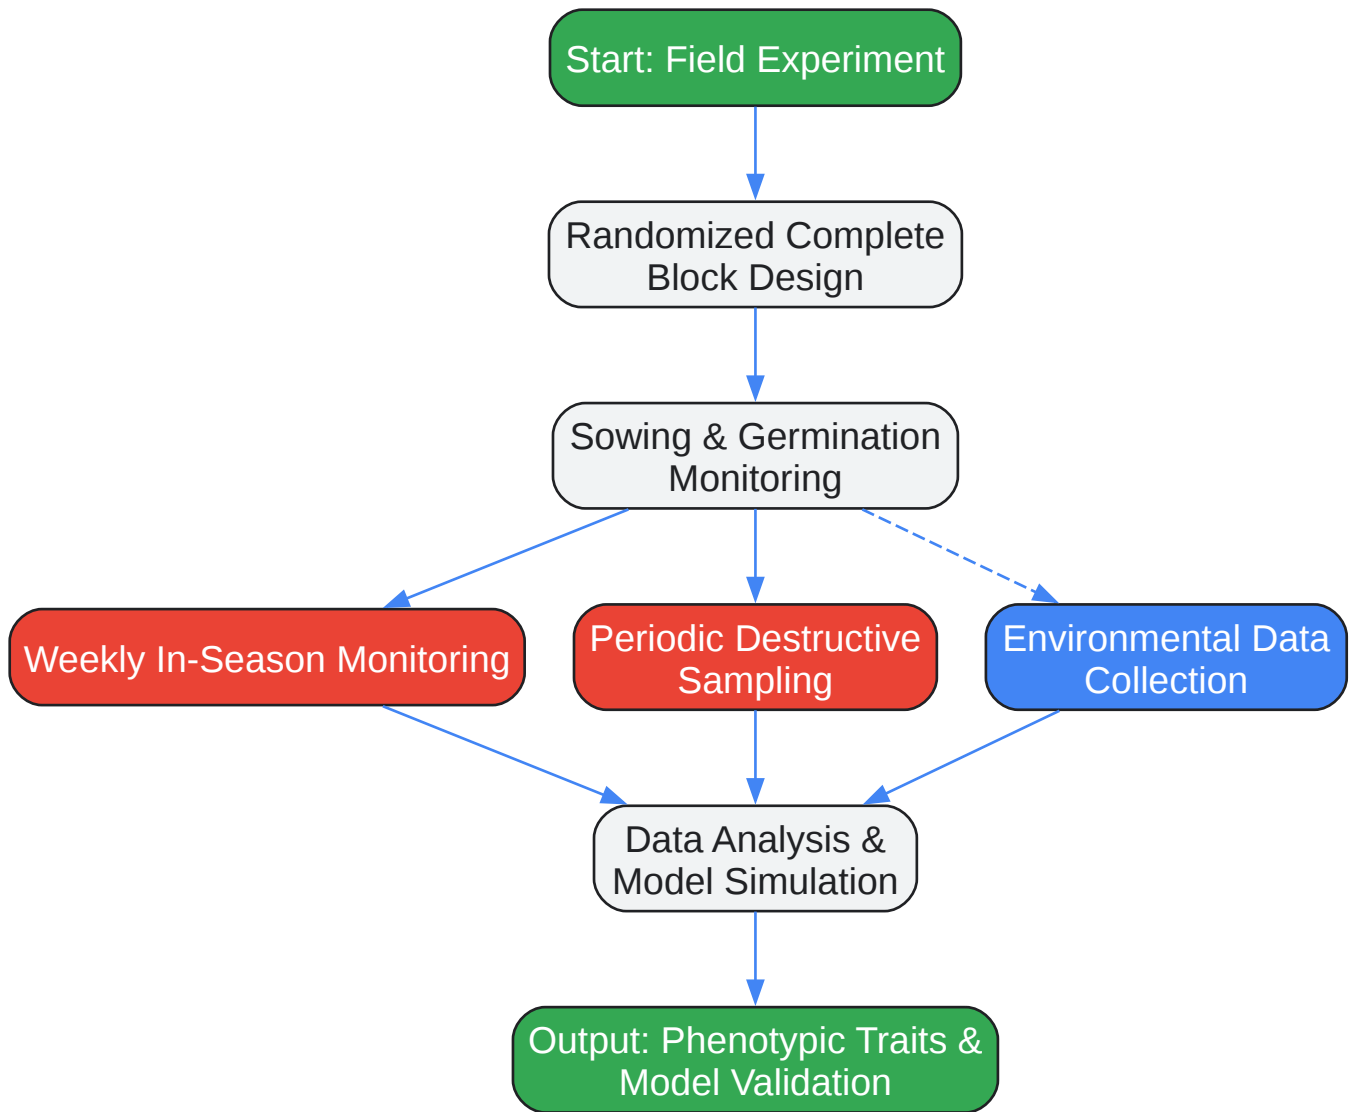 Start: Field Experiment
Randomized Complete
Block Design
Sowing & Germination
Monitoring
Weekly In-Season Monitoring
Periodic Destructive
Sampling
Environmental Data
Collection
Data Analysis &
Model Simulation
Output: Phenotypic Traits &
Model Validation